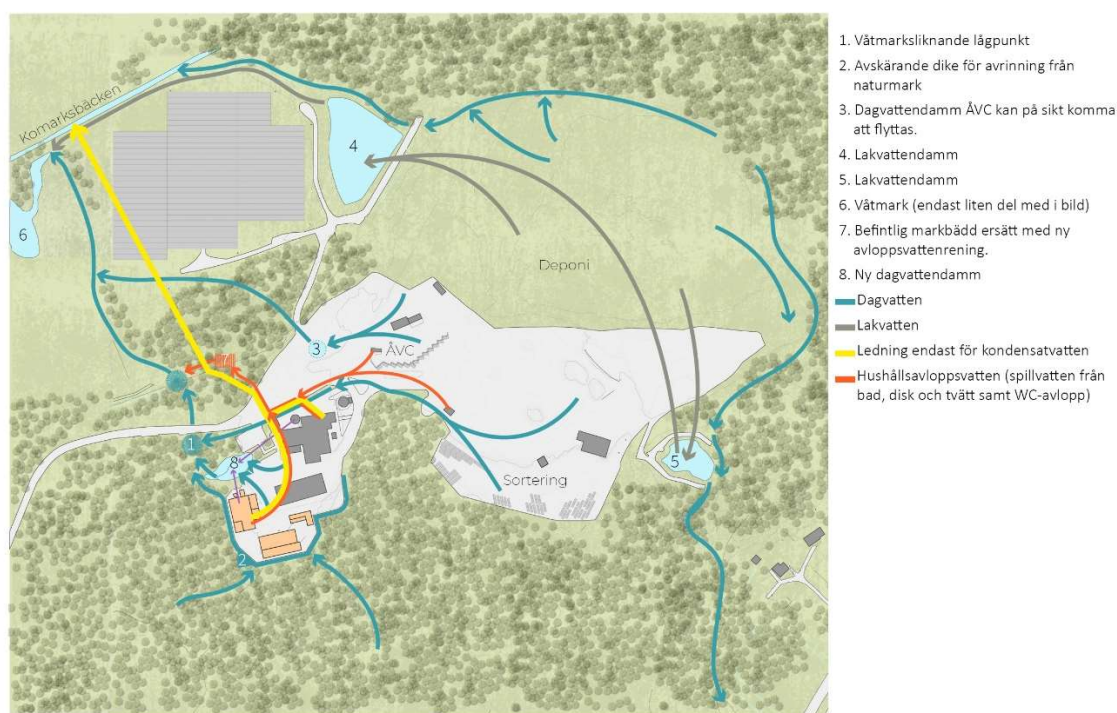 Komarksbäcken
4
6
Deponi
3
ÅVC
1
8
5
Sortering
2
1. Våtmarksliknande lågpunkt
2. Avskärande dike för avrinning från
naturmark
3. Dagvattendamm ÅVC kan på sikt komma
att flyttas.
4. Lakvattendamm
5. Lakvattendamm
6. Våtmark (endast liten del med i bild)
7. Befintlig markbädd ersätt med ny
avloppsvattenrening.
8. Ny dagvattendamm
Dagvatten
Lakvatten
Ledning endast för kondensatvatten
Hushållsavloppsvatten (spillvatten från
bad, disk och tvätt samt WC-avlopp)